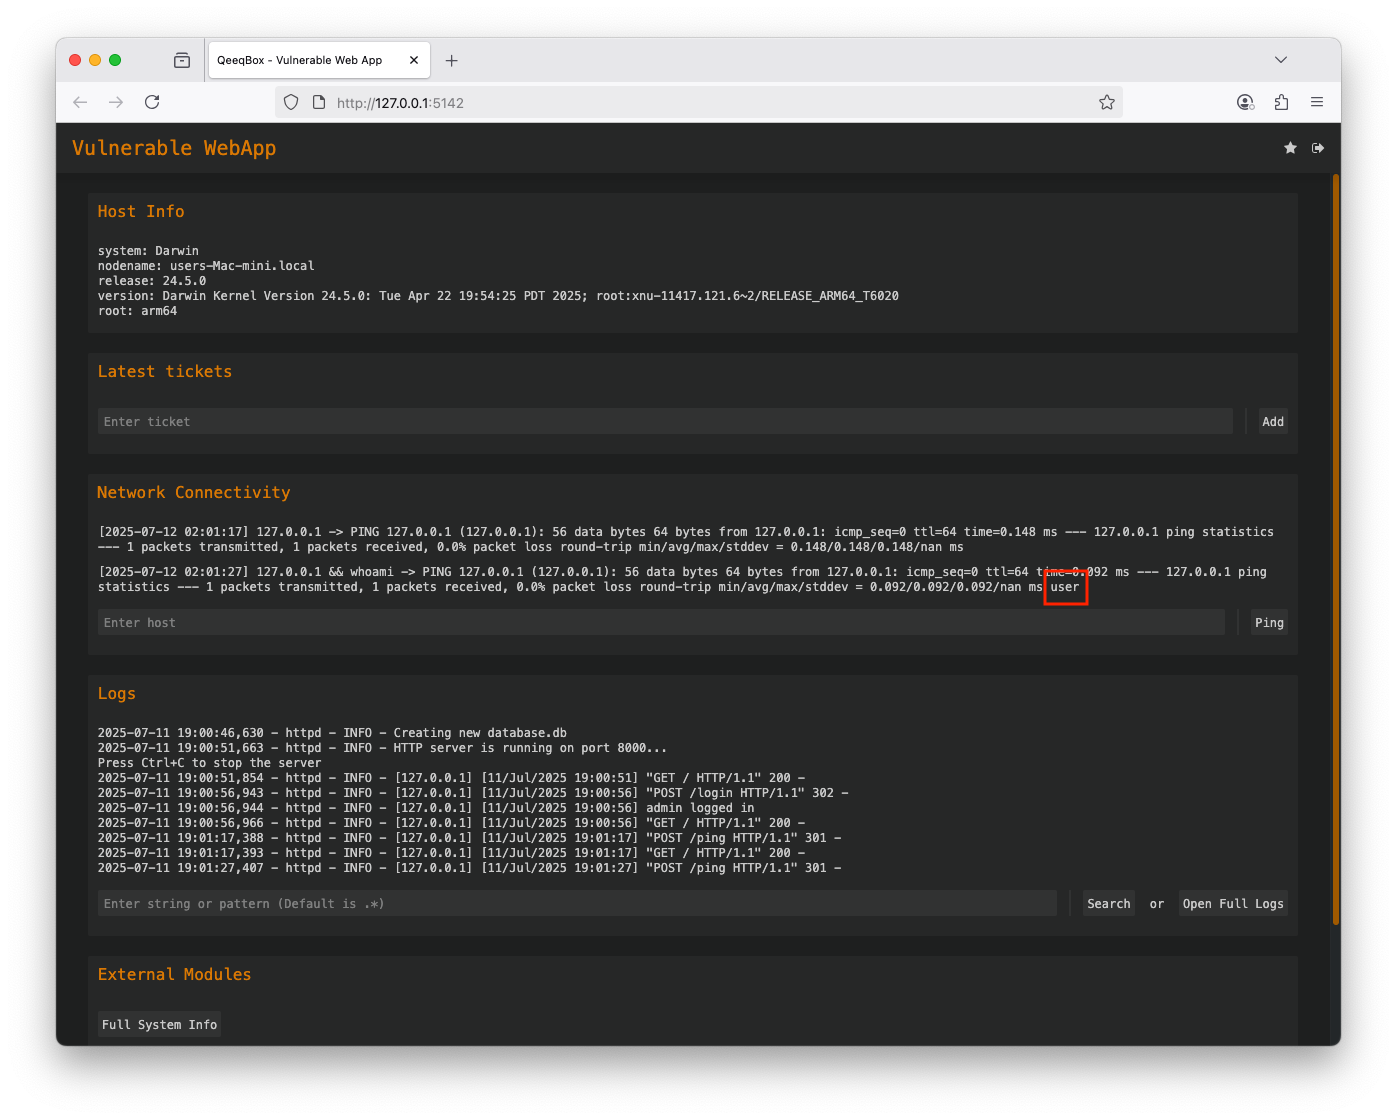 QeeqBox - Vulnerable Web App
http://127.0.0.1:5142
Vulnerable WebApp
Host Info
system: Darwin
nodename: users-Mac-mini.local
release: 24.5.0
version: Darwin Kernel Version 24.5.0: Tue Apr 22 19:54:25 PDT 2025; root:xnu-11417.121.6~2/RELEASE_ARM64_T6020
root: arm64
Latest tickets
Enter ticket
Add
Network Connectivity
[2025-07-12 02:01:17] 127.0.0.1 -> PING 127.0.0.1 (127.0.0.1): 56 data bytes 64 bytes from 127.0.0.1: icmp_seq=0 ttl=64 time=0.148 ms --- 127.0.0.1 ping statistics
--- 1 packets transmitted, 1 packets received, 0.0% packet loss round-trip min/avg/max/stddev = 0.148/0.148/0.148/nan ms
[2025-07-12 02:01:27] 127.0.0.1 && whoami -> PING 127.0.0.1 (127.0.0.1): 56 data bytes 64 bytes from 127.0.0.1: icmp_seq=0 ttl=64 time=0.092 ms --- 127.0.0.1 ping
statistics --- 1 packets transmitted, 1 packets received, 0.0% packet loss round-trip min/avg/max/stddev = 0.092/0.092/0.092/nan ms user
Enter host
Ping
Logs
2025-07-11 19:00:46,630 - httpd - INFO - Creating new database.db
2025-07-11 19:00:51,663 - httpd - INFO - HTTP server is running on port 8000...
Press Ctrl+C to stop the server
2025-07-11 19:00:51,854 - httpd - INFO - [127.0.0.1] [11/Jul/2025 19:00:51] "GET / HTTP/1.1" 200 -
2025-07-11 19:00:56,943 - httpd - INFO - [127.0.0.1] [11/Jul/2025 19:00:56] "POST /login HTTP/1.1" 302 -
2025-07-11 19:00:56,944 - httpd - INFO - [127.0.0.1] [11/Jul/2025 19:00:56] admin logged in
2025-07-11 19:00:56,966 - httpd - INFO - [127.0.0.1] [11/Jul/2025 19:00:56] "GET / HTTP/1.1" 200 -
2025-07-11 19:01:17,388 - httpd - INFO - [127.0.0.1] [11/Jul/2025 19:01:17] "POST /ping HTTP/1.1" 301 -
2025-07-11 19:01:17,393 - httpd - INFO - [127.0.0.1] [11/Jul/2025 19:01:17] "GET / HTTP/1.1" 200 -
2025-07-11 19:01:27,407 - httpd - INFO - [127.0.0.1] [11/Jul/2025 19:01:27] "POST /ping HTTP/1.1" 301 -
Enter string or pattern (Default is .*)
Search or Open Full Logs
External Modules
Full System Info